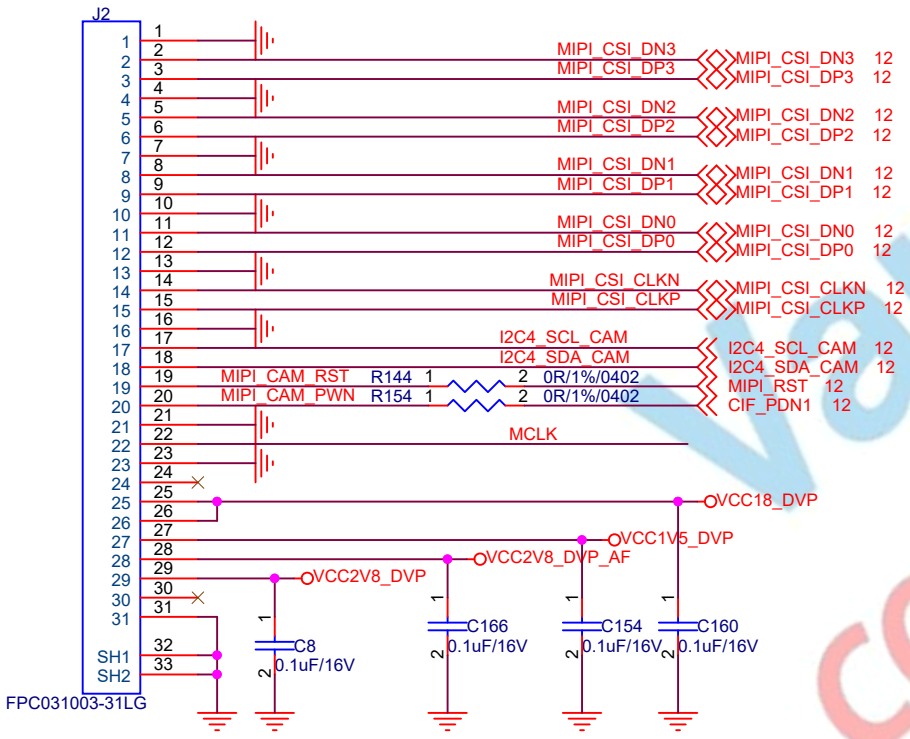 J2
1 1
2 2 MIPI_CSI_DN3 MIPI_CSI_DN3 12
3 3 MIPI_CSI_DP3 MIPI_CSI_DP3 12
4 4
5 5 MIPI_CSI_DN2 MIPI_CSI_DN2 12
6 6 MIPI_CSI_DP2 MIPI_CSI_DP2 12
7 7
8 8 MIPI_CSI_DN1 MIPI_CSI_DN1 12
9 9 MIPI_CSI_DP1 MIPI_CSI_DP1 12
10 10
11 11 MIPI_CSI_DN0 MIPI_CSI_DN0 12
12 12 MIPI_CSI_DP0 MIPI_CSI_DP0 12
13 13
14 14 MIPI_CSI_CLKN MIPI_CSI_CLKN 12
15 15 MIPI_CSI_CLKP MIPI_CSI_CLKP 12
16 16
17 17 I2C4_SCL_CAM I2C4_SCL_CAM 12
18 18 I2C4_SDA_CAM I2C4_SDA_CAM 12
19 19 MIPI_CAM_RST R144 1 2 0R/1%/0402 MIPI_RST 12
20 20 MIPI_CAM_PWN R154 1 2 0R/1%/0402 CIF_PDN1 12
21 21
22 22 MCLK
23 23
24 24
25 25 VCC18_DVP
26 26
27 27 VCC1V5_DVP
28 28 VCC2V8_DVP_AF
29 29 VCC2V8_DVP
30 30
31 31
SH1 32
SH2 33
1 2 C8 0.1uF/16V
1 2 C166 0.1uF/16V
1 2 C154 0.1uF/16V
1 2 C160 0.1uF/16V
FPC031003-31LG